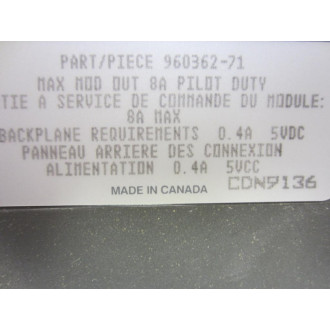 PART/PIECE 960362-71
MAX MOD OUT 8A PILOT DUTY
TIE A SERVICE DE COMMANDE DU MODULE:
8A MAX
BACKPLANE REQUIREMENTS 0.4A 5VDC
PANNEAU ARRIERE DES CONNEXION
ALIMENTATION 0.4A 5VCC
CDN9136
MADE IN CANADA